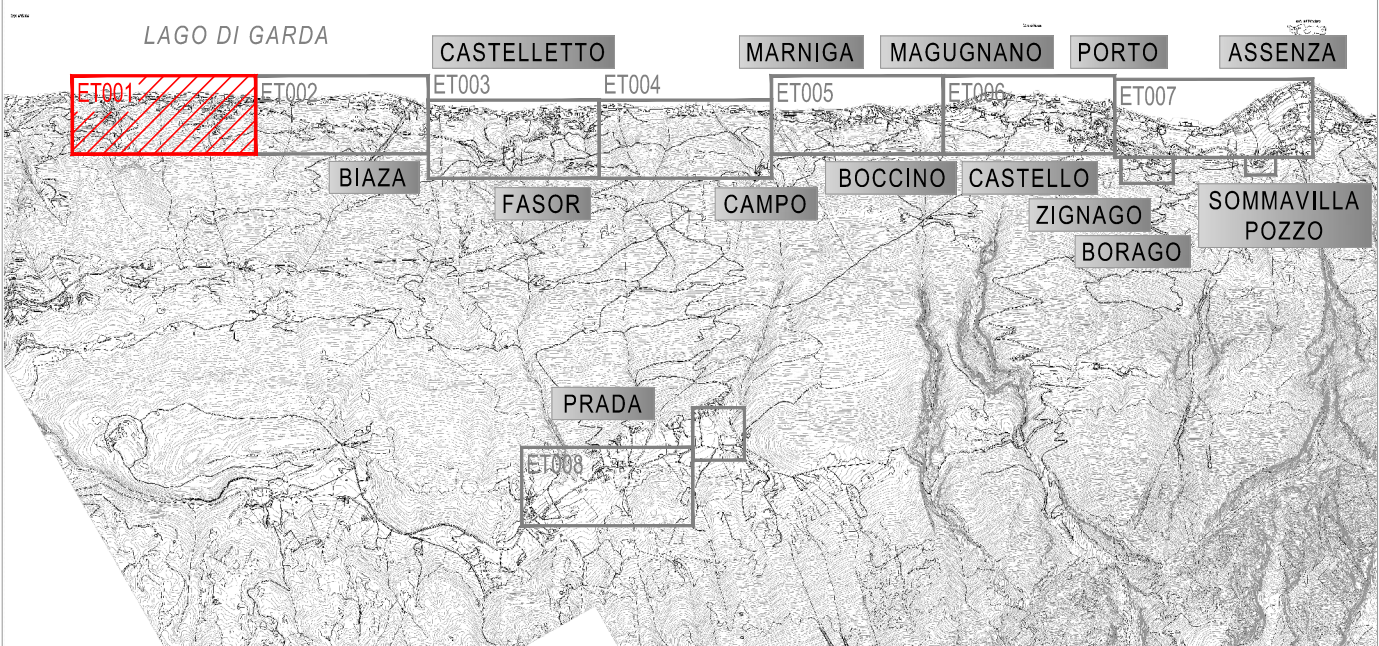 LAGO DI GARDA
CASTELLETTO
MARNIGA
MAGUGNANO
PORTO
ASSENZA
ET001
ET002
ET003
ET004
ET005
ET006
ET007
BIAZA
FASOR
CAMPO
BOCCINO
CASTELLO
ZIGNAGO
BORAGO
SOMMAVILLA
POZZO
PRADA
ET008